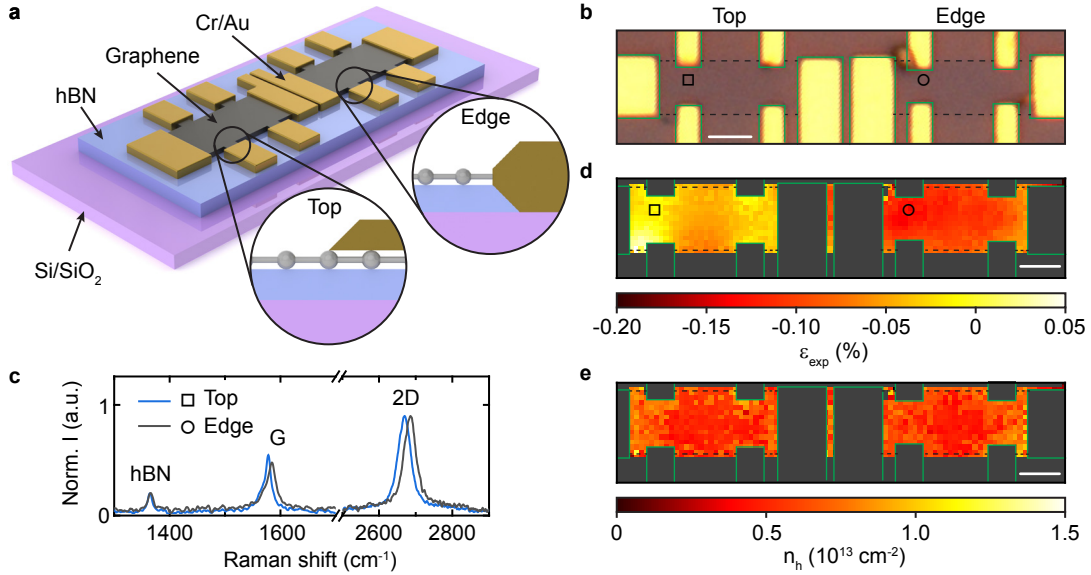 a
Cr/Au
Graphene
hBN
Edge
Top
Si/SiO2
b
Top
Edge
d
-0.20 -0.15 -0.10 -0.05 0 0.05
εexp (%)
c
1
0
Norm. I (a.u.)
Top
Edge
hBN
G
2D
1400 1600 2600 2800
Raman shift (cm-1)
e
0 0.5 1.0 1.5
nh (10^13 cm-2)